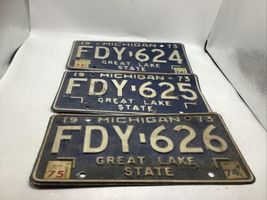 19 MICHIGAN 73
FDY-624
GREAT LAKE
STATE
19 MICHIGAN 73
FDY-625
GREAT LAKE
STATE
19 MICHIGAN 73
FDY-626
GREAT LAKE
75 STATE 74